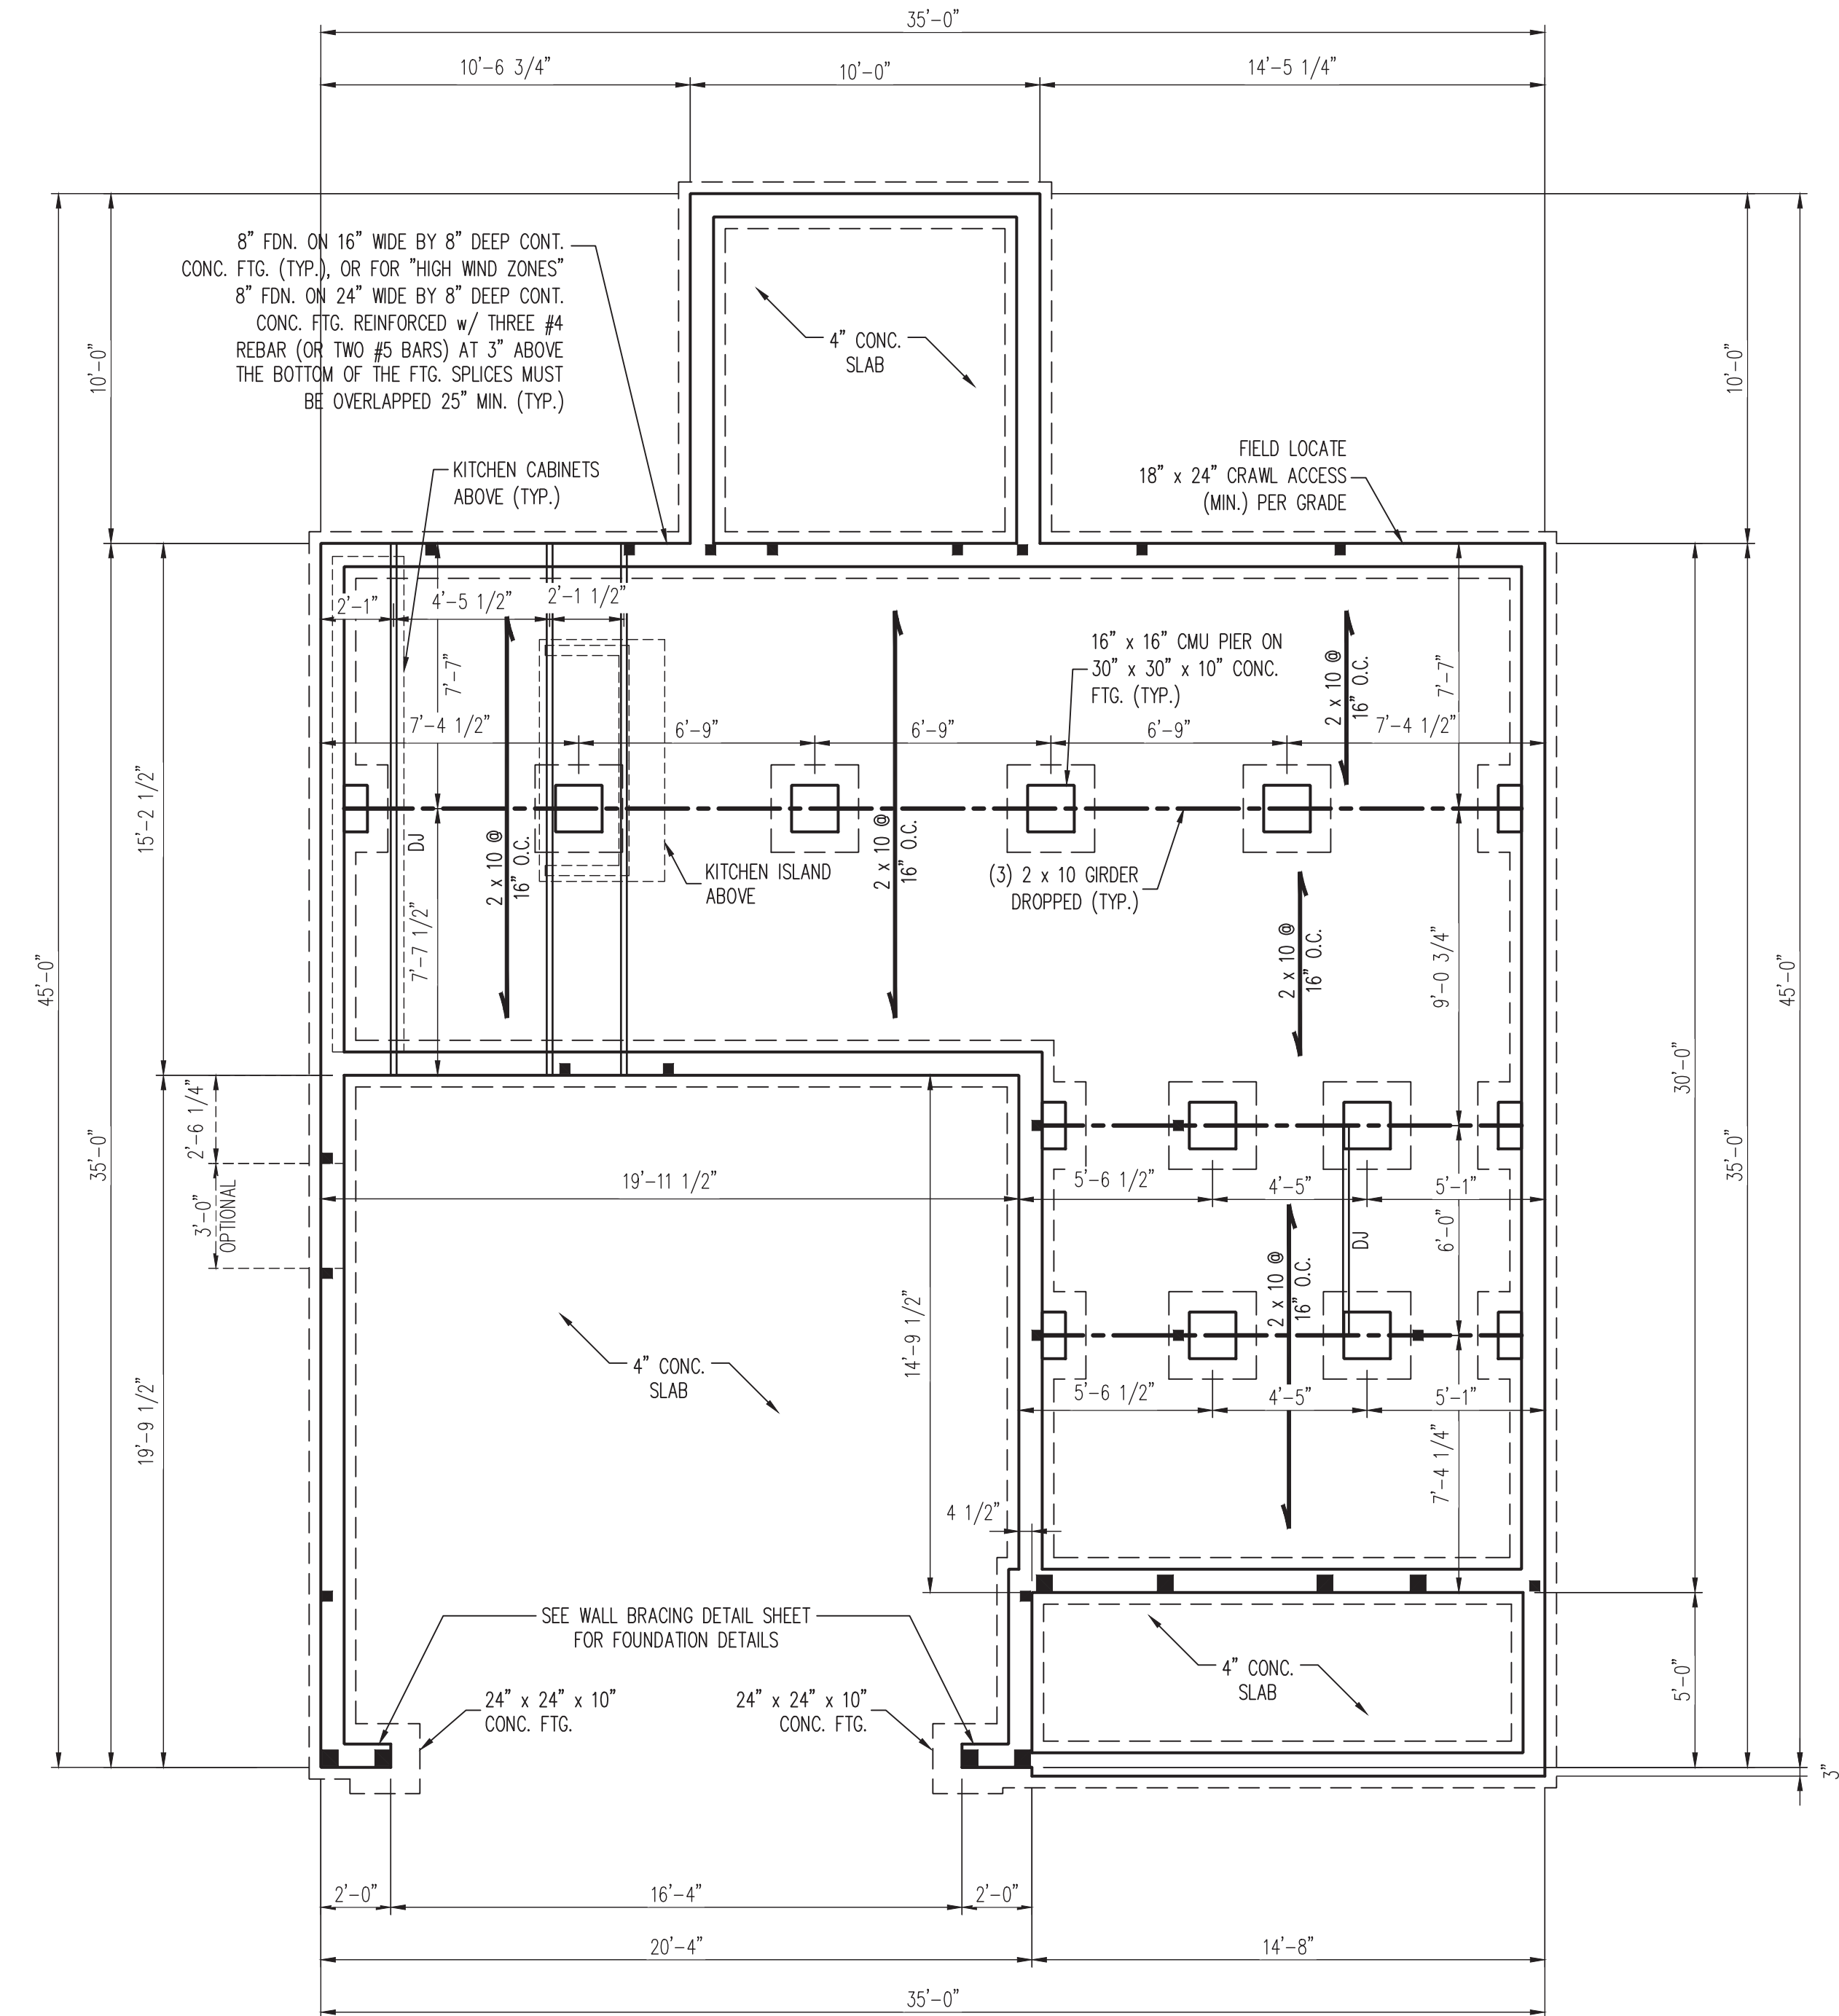 35'-0"
10'-6 3/4"
10'-0"
14'-5 1/4"
8" FDN. ON 16" WIDE BY 8" DEEP CONT.
CONC. FTG. (TYP.), OR FOR "HIGH WIND ZONES"
8" FDN. ON 24" WIDE BY 8" DEEP CONT.
CONC. FTG. REINFORCED w/ THREE #4
REBAR (OR TWO #5 BARS) AT 3" ABOVE
THE BOTTOM OF THE FTG. SPLICES MUST
BE OVERLAPPED 25" MIN. (TYP.)
4" CONC.
SLAB
10'-0"
10'-0"
KITCHEN CABINETS
ABOVE (TYP.)
FIELD LOCATE
18" x 24" CRAWL ACCESS
(MIN.) PER GRADE
2'-1"
4'-5 1/2"
2'-1 1/2"
7'-7"
16" x 16" CMU PIER ON
30" x 30" x 10" CONC.
FTG. (TYP.)
2 x 10 @
16" O.C.
7'-7"
7'-4 1/2"
6'-9"
6'-9"
6'-9"
7'-4 1/2"
15'-2 1/2"
DJ
2 x 10 @
16" O.C.
KITCHEN ISLAND
ABOVE
2 x 10 @
16" O.C.
(3) 2 x 10 GIRDER
DROPPED (TYP.)
7'-7 1/2"
2 x 10 @
16" O.C.
9'-0 3/4"
45'-0"
45'-0"
35'-0"
2'-6 1/4"
30'-0"
35'-0"
3'-0"
OPTIONAL
19'-11 1/2"
5'-6 1/2"
4'-5"
5'-1"
6'-0"
DJ
2 x 10 @
16" O.C.
14'-9 1/2"
4" CONC.
SLAB
5'-6 1/2"
4'-5"
5'-1"
19'-9 1/2"
7'-4 1/4"
4 1/2"
SEE WALL BRACING DETAIL SHEET
FOR FOUNDATION DETAILS
4" CONC.
SLAB
24" x 24" x 10"
CONC. FTG.
24" x 24" x 10"
CONC. FTG.
5'-0"
3"
2'-0"
16'-4"
2'-0"
20'-4"
14'-8"
35'-0"